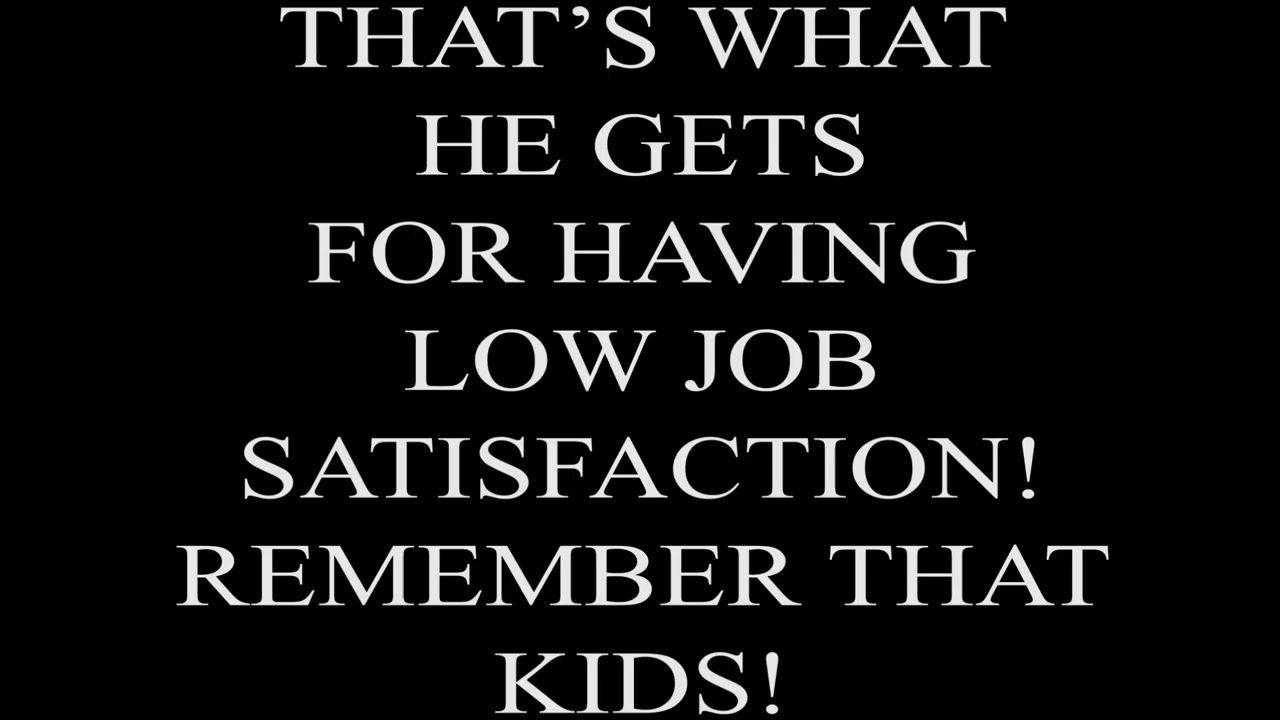 THAT’S WHAT
HE GETS
FOR HAVING
LOW JOB
SATISFACTION!
REMEMBER THAT
KIDS!